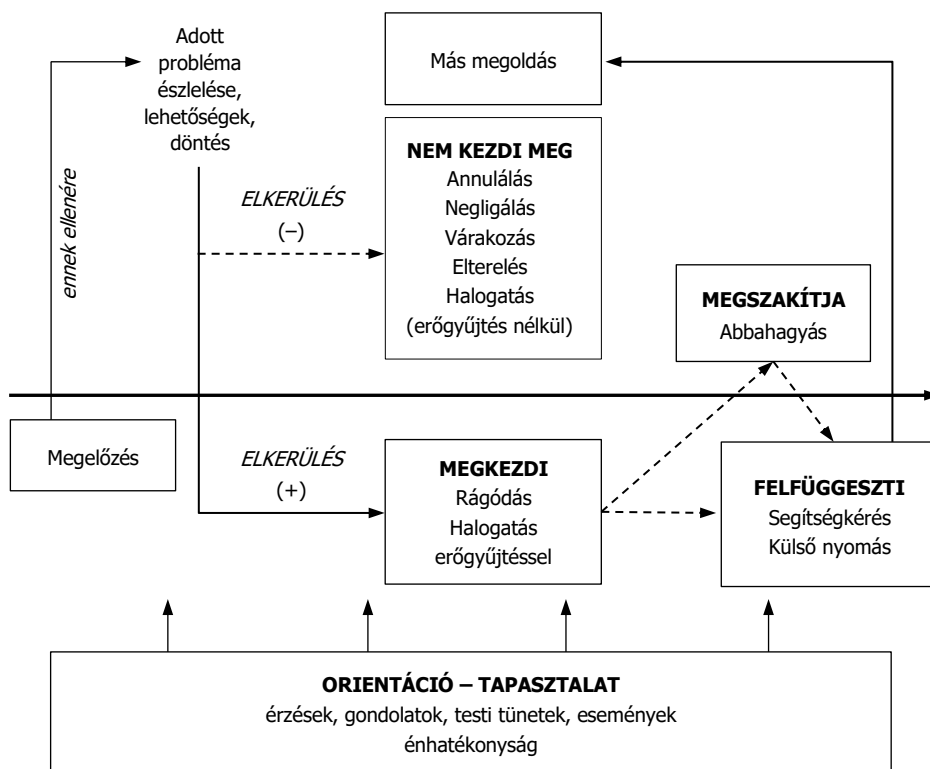 Adott
probléma
észlelése,
lehetőségek,
döntés
Más megoldás
NEM KEZDI MEG
Annulálás
Negligálás
Várakozás
Elterelés
Halogatás
(erőgyűjtés nélkül)
ELKERÜLÉS
(–)
ennek ellenére
MEGSZAKÍTJA
Abbahagyás
Megelőzés
ELKERÜLÉS
(+)
MEGKEZDI
Rágódás
Halogatás
erőgyűjtéssel
FELFÜGGESZTI
Segítségkérés
Külső nyomás
ORIENTÁCIÓ – TAPASZTALAT
érzések, gondolatok, testi tünetek, események
énhatékonyság